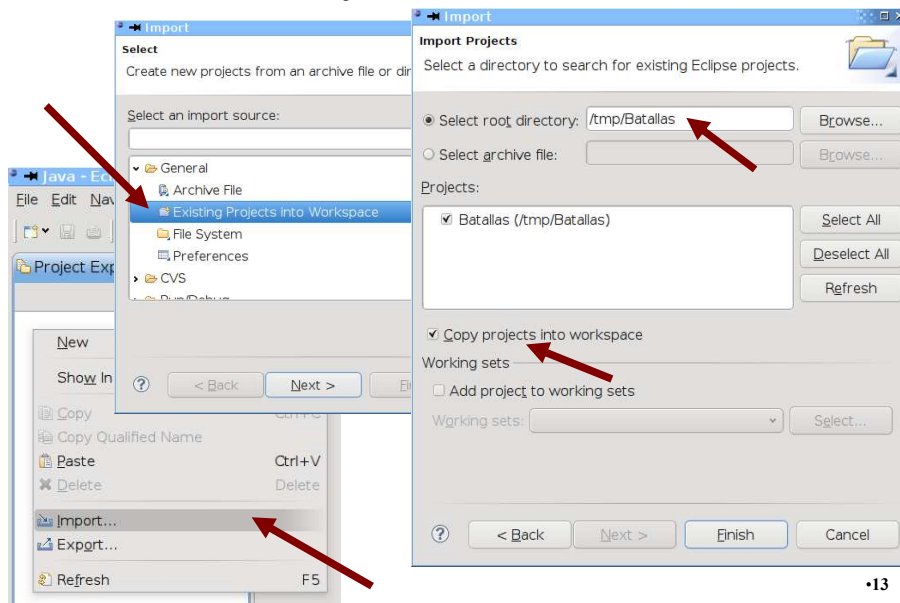 Import
Select
Create new projects from an archive file or dir
Select an import source:
General
Archive File
Existing Projects into Workspace
File System
Preferences
CVS
Run/Debug
< Back
Next >
Import
Import Projects
Select a directory to search for existing Eclipse projects.
Select root directory:
/tmp/Batallas
Browse...
Select archive file:
Browse...
Projects:
Batallas (/tmp/Batallas)
Select All
Deselect All
Refresh
Copy projects into workspace
Working sets
Add project to working sets
Working sets:
Select...
< Back
Next >
Finish
Cancel
Java - Ecl
File Edit Nav
Project Exp
New
Show In
Copy
Ctrl+C
Copy Qualified Name
Paste
Ctrl+V
Delete
Delete
Import...
Export...
Refresh
F5
•13